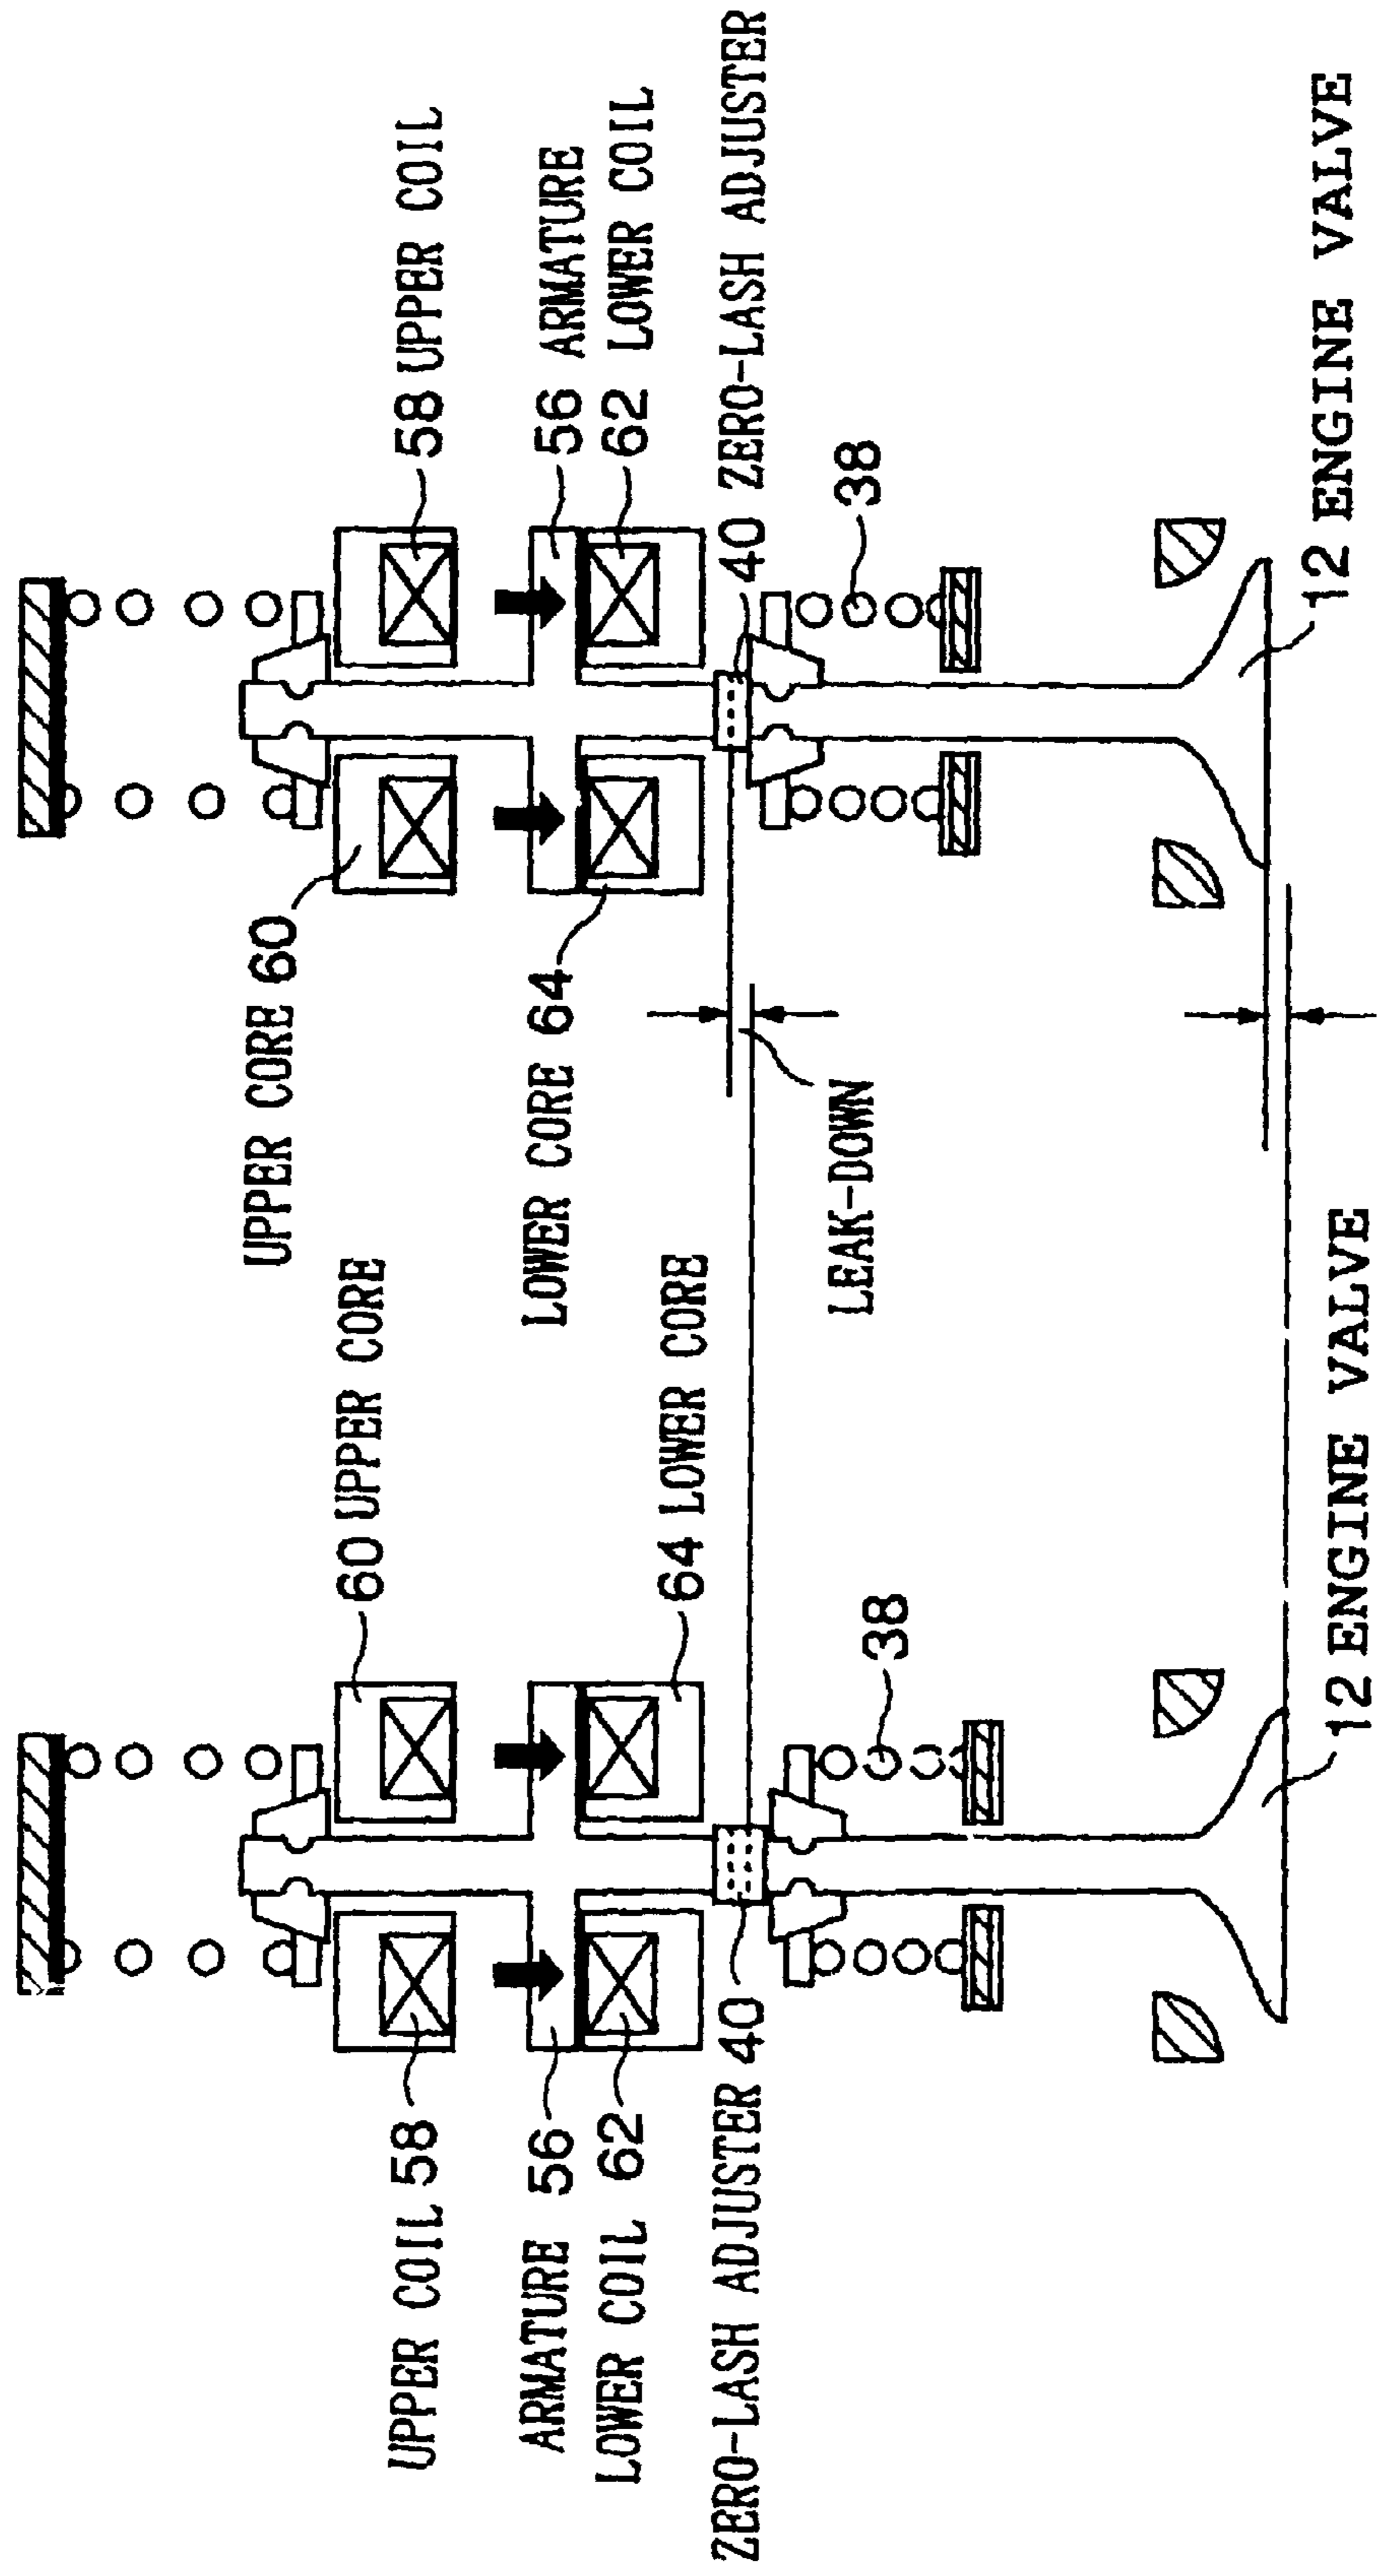 UPPER CORE 60
60 UPPER CORE
UPPER COIL 58
58 UPPER COIL
ARMATURE 56
LOWER CORE 64
56 ARMATURE
LOWER COIL 62
62 LOWER COIL
64 LOWER CORE
ZERO-LASH ADJUSTER 40
40 ZERO-LASH ADJUSTER
38
LEAK-DOWN
38
12 ENGINE VALVE
12 ENGINE VALVE